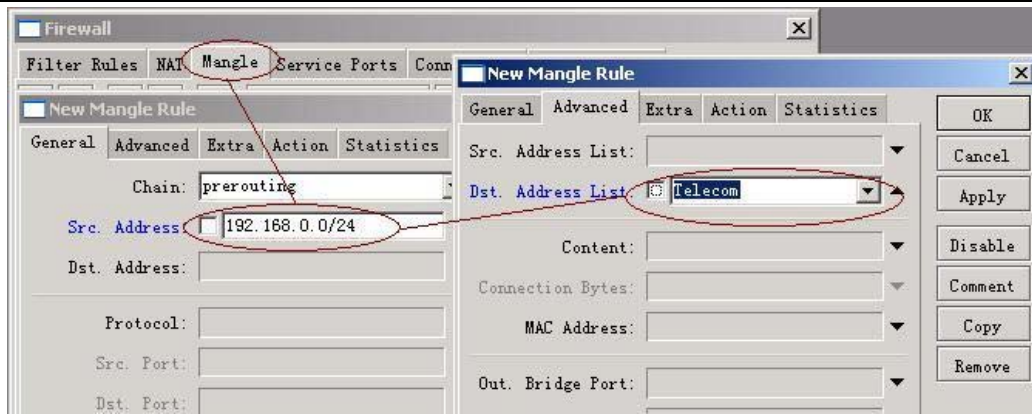 Firewall
Filter Rules NAT Mangle Service Ports Conn
New Mangle Rule
General Advanced Extra Action Statistics
Chain: prerouting
Src. Address: 192.168.0.0/24
Dst. Address:
Protocol:
Src. Port:
Dst. Port:
New Mangle Rule
General Advanced Extra Action Statistics
Src. Address List:
Dst. Address List: Telecom
Content:
Connection Bytes:
MAC Address:
Out. Bridge Port:
OK
Cancel
Apply
Disable
Comment
Copy
Remove